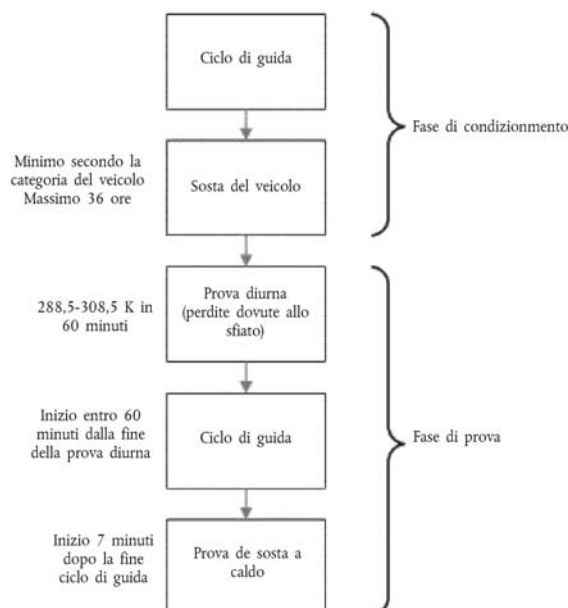 Ciclo di guida
Fase di condizionmento
Minimo secondo la
categoria del veicolo
Massimo 36 ore
Sosta del veicolo
288,5-308,5 K in
60 minuti
Prova diurna
(perdite dovute allo
sfiato)
Inizio entro 60
minuti dalla fine
della prova diurna
Ciclo di guida
Fase di prova
Inizio 7 minuti
dopo la fine
ciclo di guida
Prova de sosta a
caldo